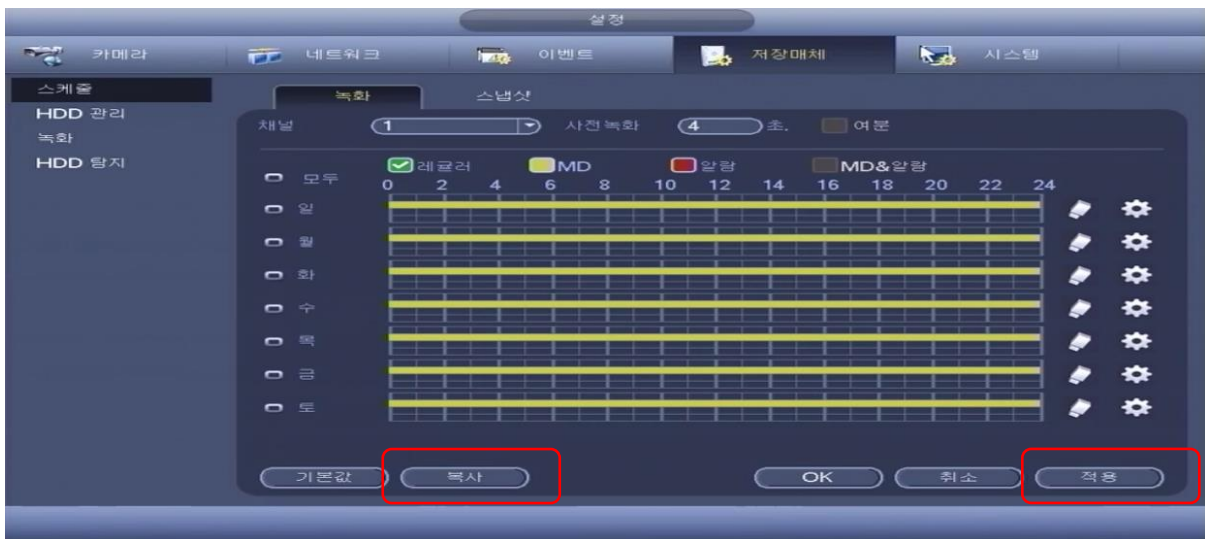 설정
카메라 네트워크 이벤트 저장매체 시스템
스케줄
HDD 관리
녹화
HDD 탐지
녹화 스냅샷
채널 1 사전녹화 4 초. 여분
모두 레귤러 MD 알람 MD&알람
0 2 4 6 8 10 12 14 16 18 20 22 24
일
월
화
수
목
금
토
기본값 복사 OK 취소 적용